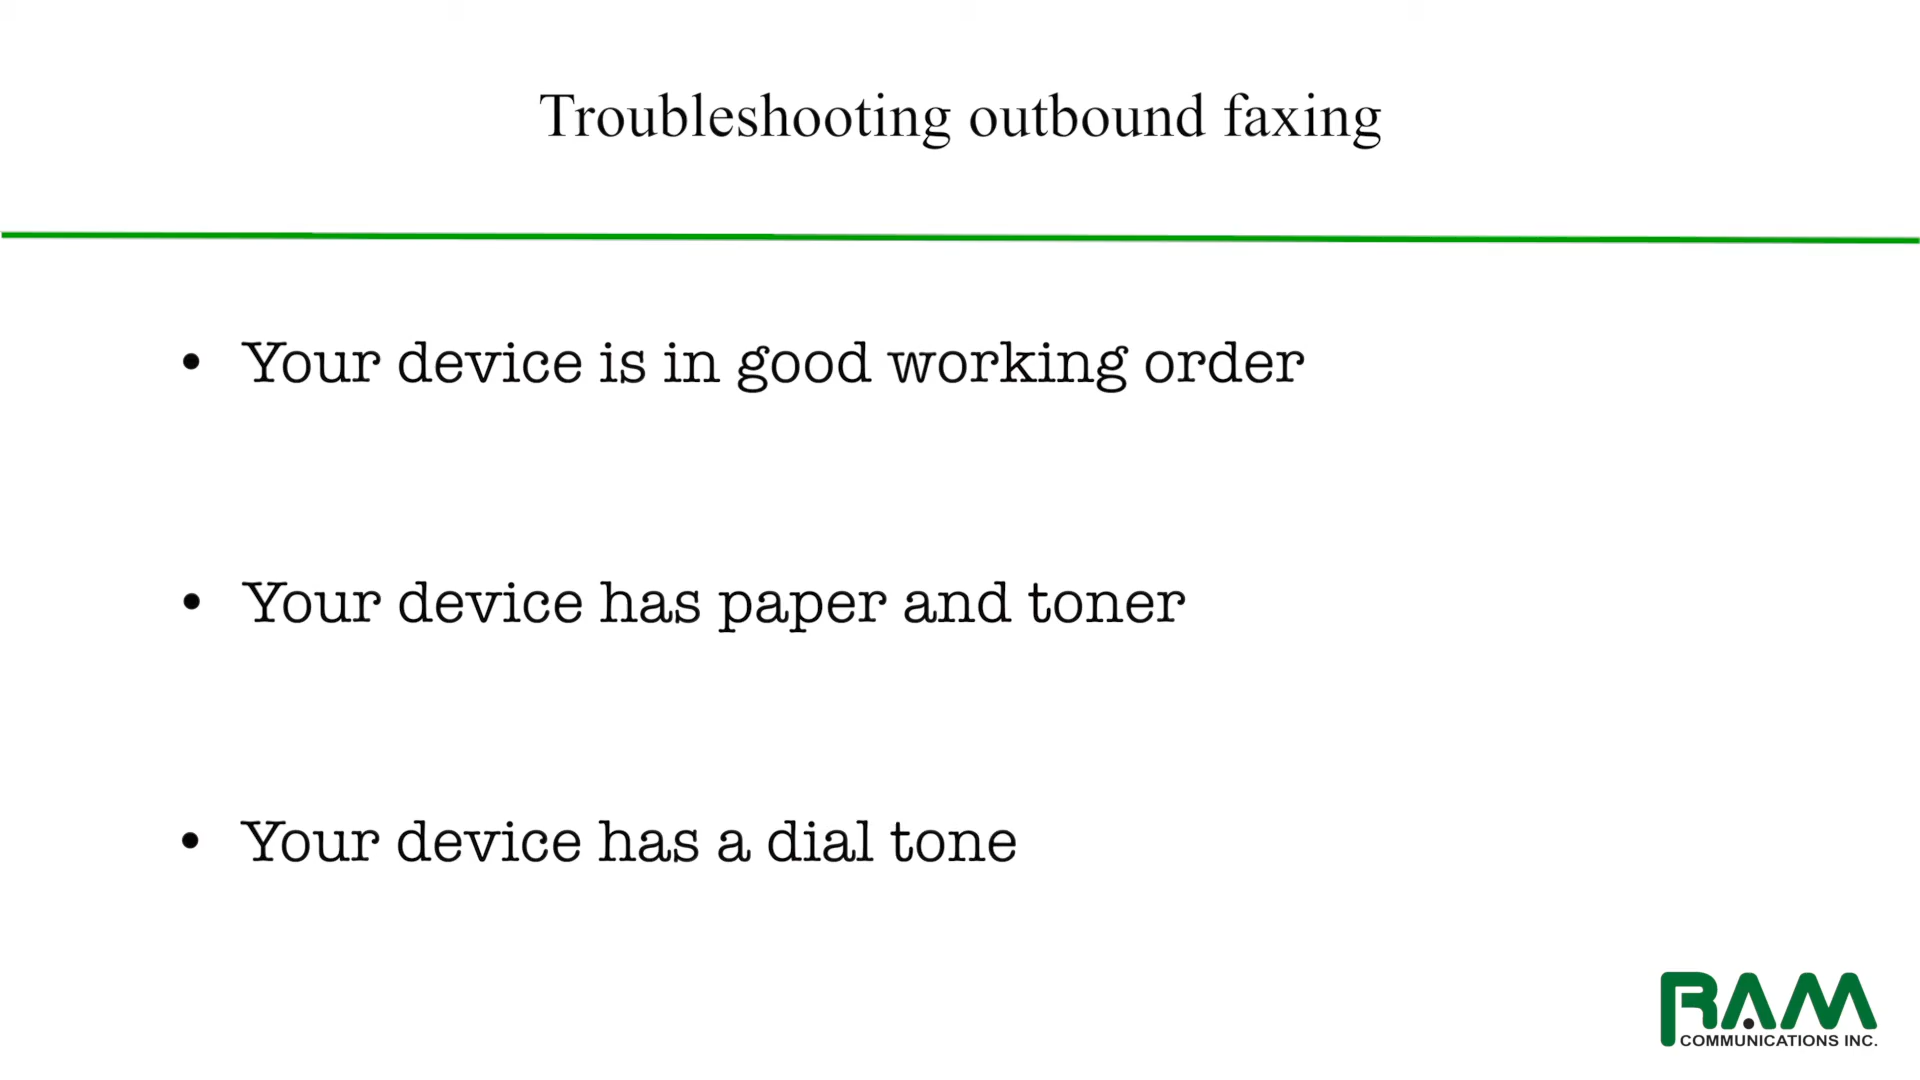 Troubleshooting outbound faxing
• Your device is in good working order
• Your device has paper and toner
• Your device has a dial tone
RAM
COMMUNICATIONS INC.